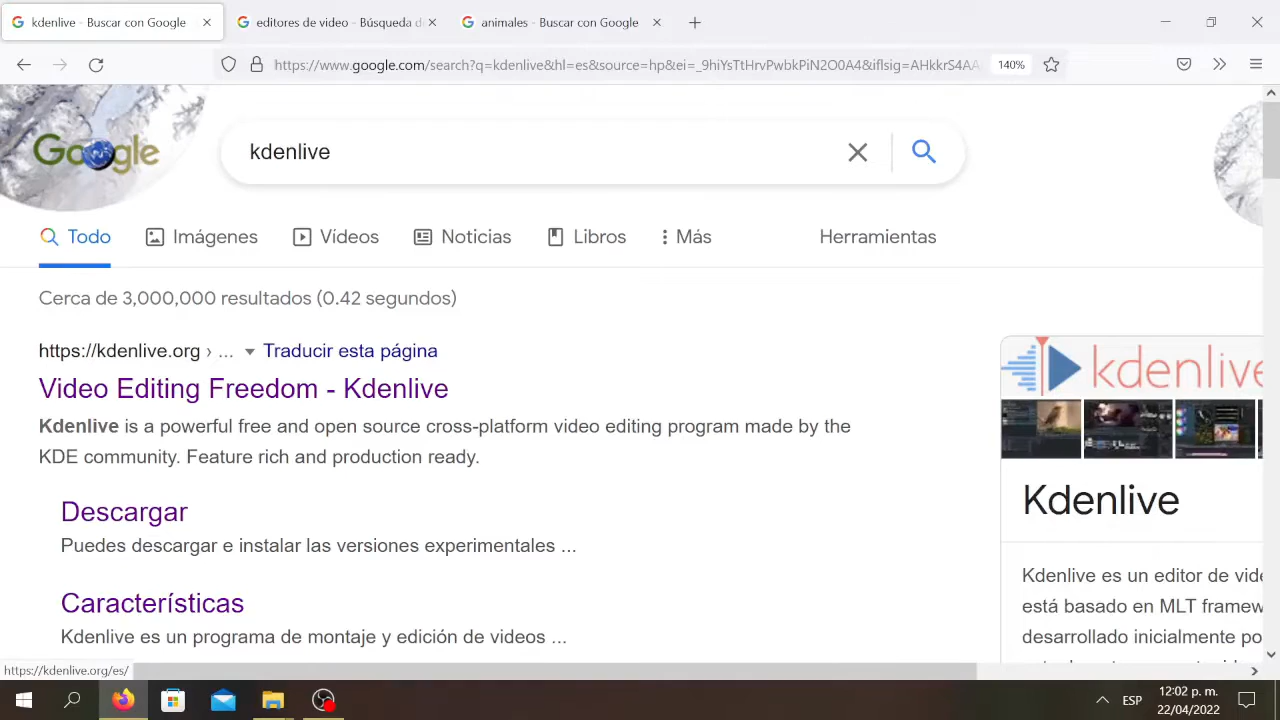 kdenlive - Buscar con Google
editores de video - Búsqueda d
animales - Buscar con Google
https://www.google.com/search?q=kdenlive&hl=es&source=hp&ei=_9hiYsTtHrvPwbkPiN2O0A4&iflsig=AHkkrS4AA
140%
Google
kdenlive
Todo
Imágenes
Videos
Noticias
Libros
Más
Herramientas
Cerca de 3,000,000 resultados (0.42 segundos)
https://kdenlive.org › ... Traducir esta página
Video Editing Freedom - Kdenlive
Kdenlive is a powerful free and open source cross-platform video editing program made by the
KDE community. Feature rich and production ready.
Descargar
Puedes descargar e instalar las versiones experimentales ...
Características
Kdenlive es un programa de montaje y edición de videos ...
kdenlive
Kdenlive
Kdenlive es un editor de vide
está basado en MLT framew
desarrollado inicialmente po
https://kdenlive.org/es/
ESP
12:02 p. m.
22/04/2022